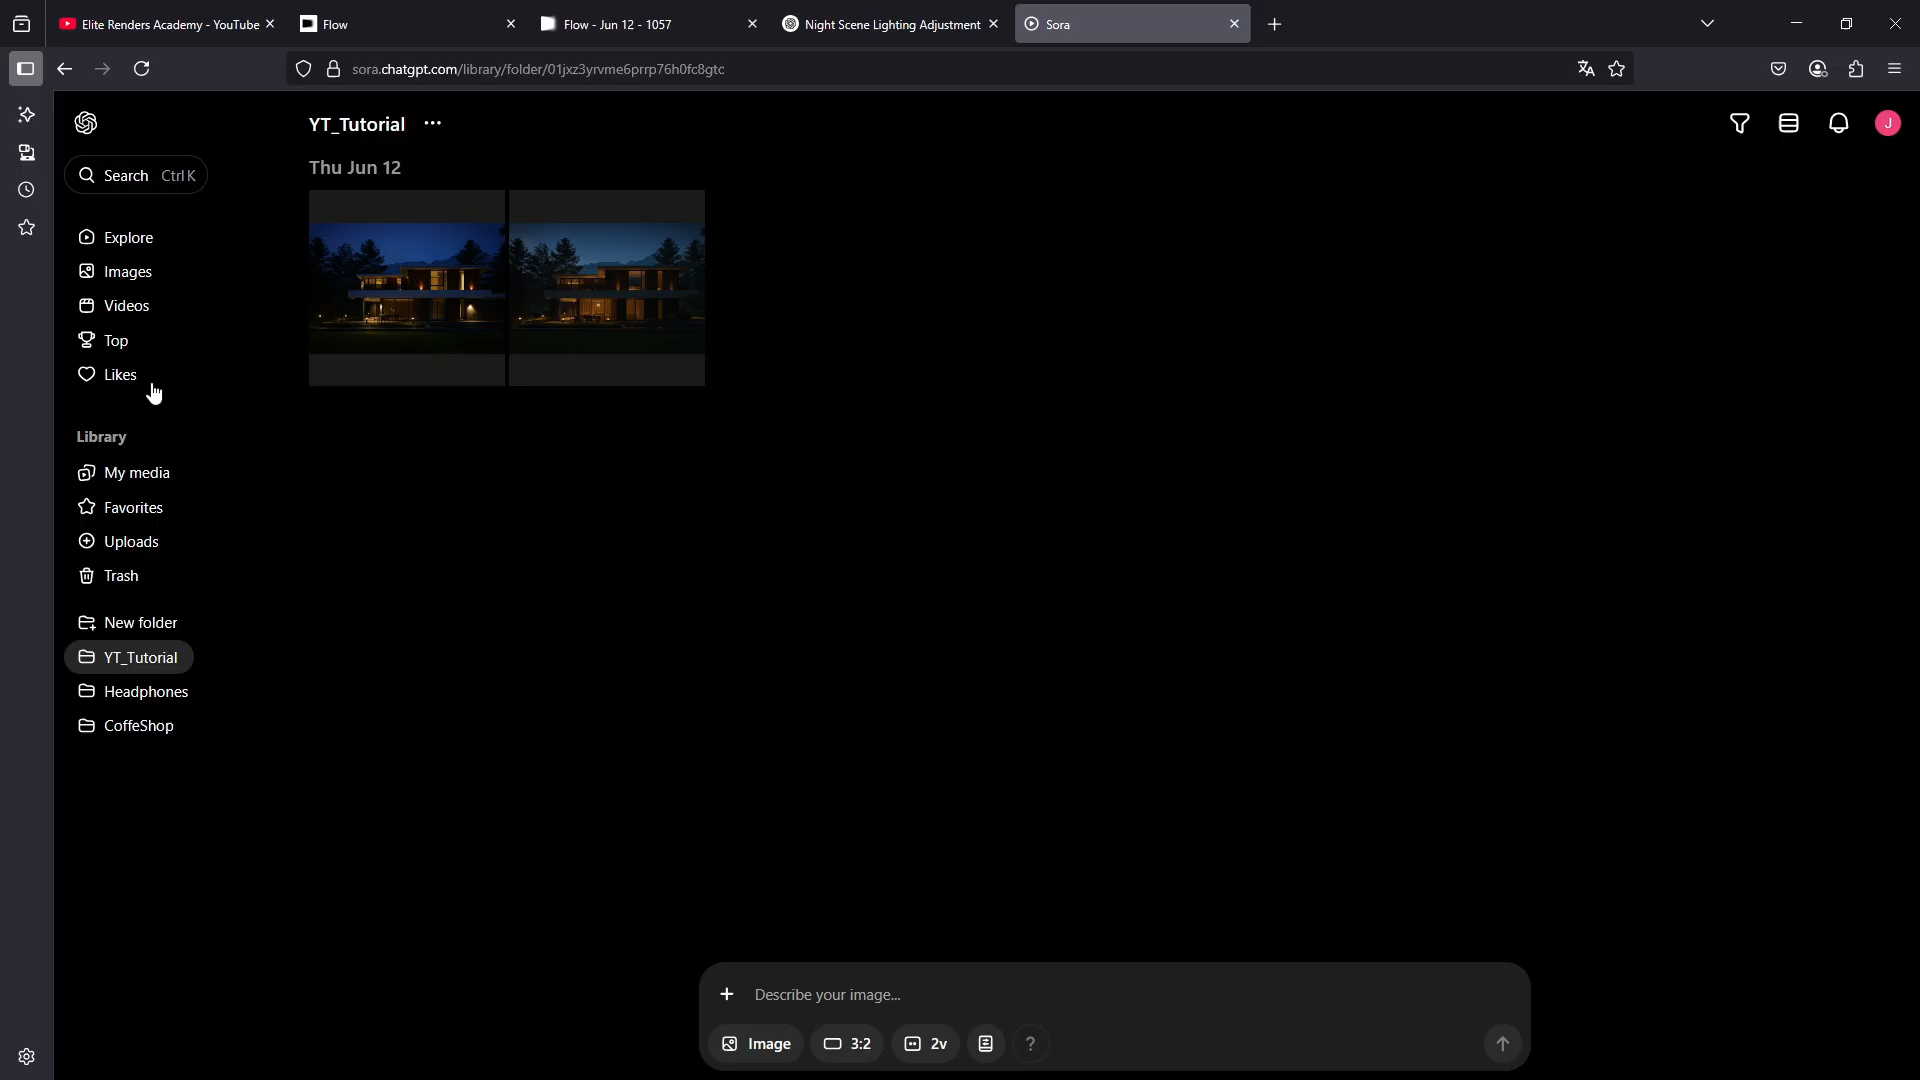 Elite Renders Academy - YouTube
Flow
Flow - Jun 12 - 1057
Night Scene Lighting Adjustment
Sora
sora.chatgpt.com/library/folder/01jxz3yrvme6prrp76h0fc8gtc
YT_Tutorial
J
Thu Jun 12
Search Ctrl K
Explore
Images
Videos
Top
Likes
Library
My media
Favorites
Uploads
Trash
New folder
YT_Tutorial
Headphones
CoffeShop
Describe your image...
Image
3:2
2v
?